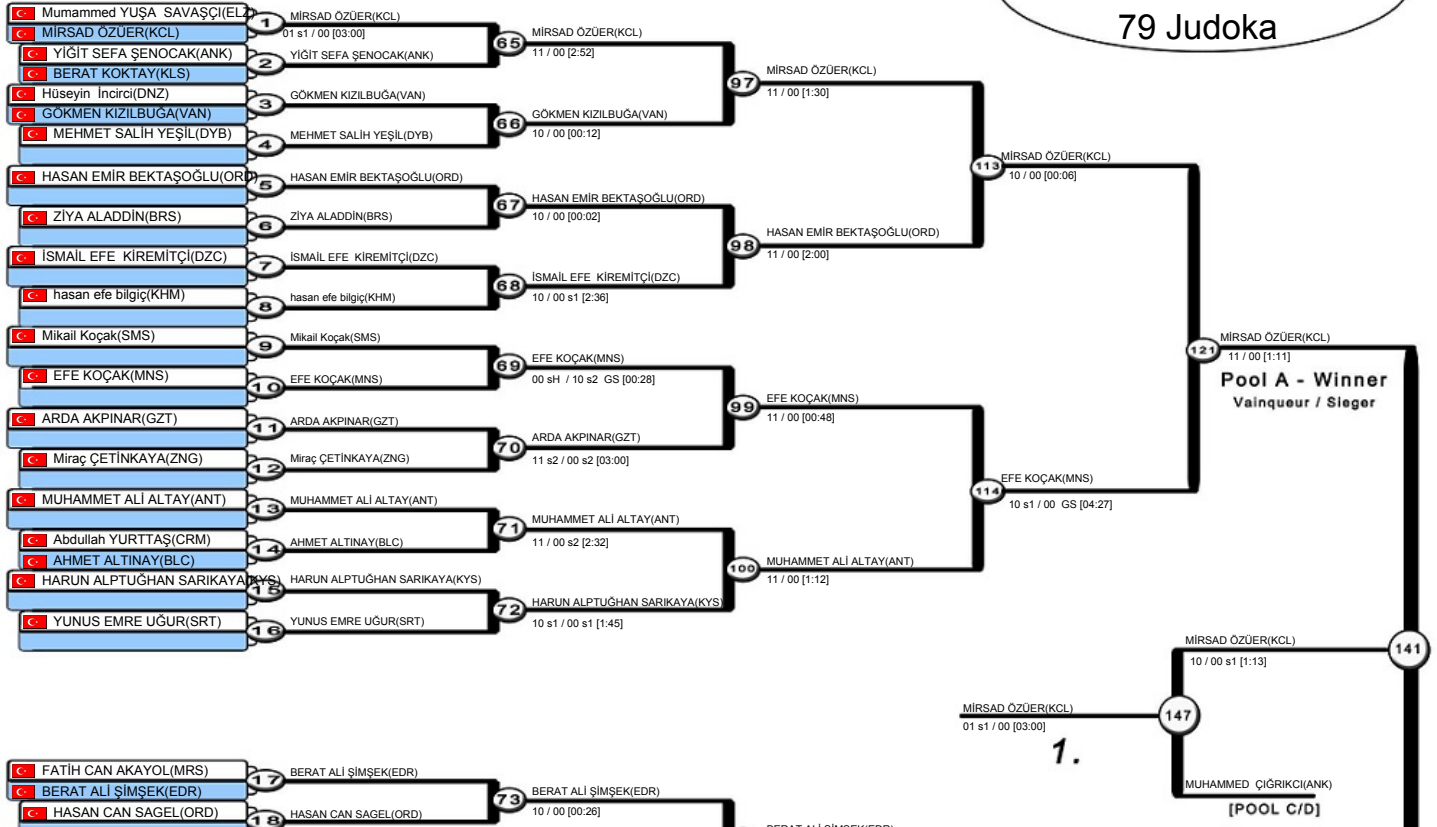 79 Judoka
Mumammed YUŞA SAVAŞÇI(ELZ)
MİRSAD ÖZÜER(KCL)
YİĞİT SEFA ŞENOCAK(ANK)
BERAT KOKTAY(KLS)
Hüseyin İncirci(DNZ)
GÖKMEN KIZILBUĞA(VAN)
MEHMET SALİH YEŞİL(DYB)
HASAN EMİR BEKTAŞOĞLU(ORD)
ZİYA ALADDİN(BRS)
İSMAİL EFE KİREMİTÇİ(DZC)
hasan efe bilgiç(KHM)
Mikail Koçak(SMS)
EFE KOÇAK(MNS)
ARDA AKPINAR(GZT)
Miraç ÇETİNKAYA(ZNG)
MUHAMMET ALİ ALTAY(ANT)
Abdullah YURTTAŞ(CRM)
AHMET ALTINAY(BLC)
HARUN ALPTUĞHAN SARIKAYA(KYS)
YUNUS EMRE UĞUR(SRT)
1
MİRSAD ÖZÜER(KCL)
01 s1 / 00 [03:00]
2
YİĞİT SEFA ŞENOCAK(ANK)
3
GÖKMEN KIZILBUĞA(VAN)
4
MEHMET SALİH YEŞİL(DYB)
5
HASAN EMİR BEKTAŞOĞLU(ORD)
6
ZİYA ALADDİN(BRS)
7
İSMAİL EFE KİREMİTÇİ(DZC)
8
hasan efe bilgiç(KHM)
9
Mikail Koçak(SMS)
10
EFE KOÇAK(MNS)
11
ARDA AKPINAR(GZT)
12
Miraç ÇETİNKAYA(ZNG)
13
MUHAMMET ALİ ALTAY(ANT)
14
AHMET ALTINAY(BLC)
15
HARUN ALPTUĞHAN SARIKAYA(KYS)
16
YUNUS EMRE UĞUR(SRT)
65
MİRSAD ÖZÜER(KCL)
11 / 00 [2:52]
66
GÖKMEN KIZILBUĞA(VAN)
10 / 00 [00:12]
67
HASAN EMİR BEKTAŞOĞLU(ORD)
10 / 00 [00:02]
68
İSMAİL EFE KİREMİTÇİ(DZC)
10 / 00 s1 [2:36]
69
EFE KOÇAK(MNS)
00 sH / 10 s2 GS [00:28]
70
ARDA AKPINAR(GZT)
11 s2 / 00 s2 [03:00]
71
MUHAMMET ALİ ALTAY(ANT)
11 / 00 s2 [2:32]
72
HARUN ALPTUĞHAN SARIKAYA(KYS)
10 s1 / 00 s1 [1:45]
97
MİRSAD ÖZÜER(KCL)
11 / 00 [1:30]
98
HASAN EMİR BEKTAŞOĞLU(ORD)
11 / 00 [2:00]
99
EFE KOÇAK(MNS)
11 / 00 [00:48]
100
MUHAMMET ALİ ALTAY(ANT)
11 / 00 [1:12]
113
MİRSAD ÖZÜER(KCL)
10 / 00 [00:06]
114
EFE KOÇAK(MNS)
10 s1 / 00 GS [04:27]
121
MİRSAD ÖZÜER(KCL)
11 / 00 [1:11]
Pool A - Winner
Vainqueur / Sieger
141
MİRSAD ÖZÜER(KCL)
10 / 00 s1 [1:13]
147
MİRSAD ÖZÜER(KCL)
01 s1 / 00 [03:00]
1.
MUHAMMED ÇIĞRIKCI(ANK)
[POOL C/D]
FATİH CAN AKAYOL(MRS)
BERAT ALİ ŞİMŞEK(EDR)
HASAN CAN SAGEL(ORD)
17
BERAT ALİ ŞİMŞEK(EDR)
18
HASAN CAN SAGEL(ORD)
73
BERAT ALİ ŞİMŞEK(EDR)
10 / 00 [00:26]